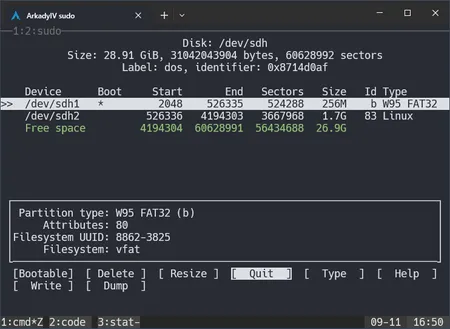 ArkadyIV sudo
1:2:sudo
Disk: /dev/sdh
Size: 28.91 GiB, 31042043904 bytes, 60628992 sectors
Label: dos, identifier: 0x8714d0af
Device Boot Start End Sectors Size Id Type
>> /dev/sdh1 * 2048 526335 524288 256M b W95 FAT32
/dev/sdh2 526336 4194303 3667968 1.7G 83 Linux
Free space 4194304 60628991 56434688 26.9G
Partition type: W95 FAT32 (b)
Attributes: 80
Filesystem UUID: 8862-3825
Filesystem: vfat
[Bootable] [ Delete ] [ Resize ] [ Quit ] [ Type ] [ Help ]
[ Write ] [ Dump ]
1:cmd*Z 2:code 3:stat- 09-11 16:50